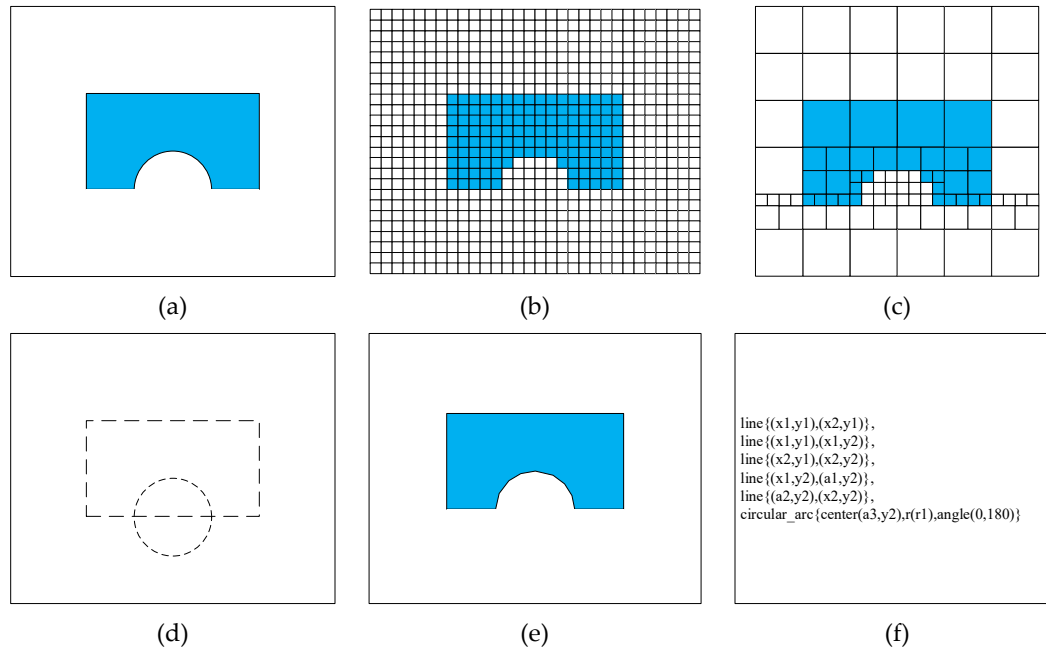 (a)
(b)
(c)
line{(x1,y1),(x2,y1)},
line{(x1,y1),(x1,y2)},
line{(x2,y1),(x2,y2)},
line{(x1,y2),(a1,y2)},
line{(a2,y2),(x2,y2)},
circular_arc{center(a3,y2),r(r1),angle(0,180)}
(d)
(e)
(f)